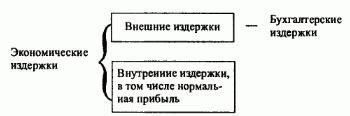 Экономические
издержки
Внешние издержки
— Бухгалтерские
издержки
Внутренние издержки,
в том числе нормаль-
ная прибыль